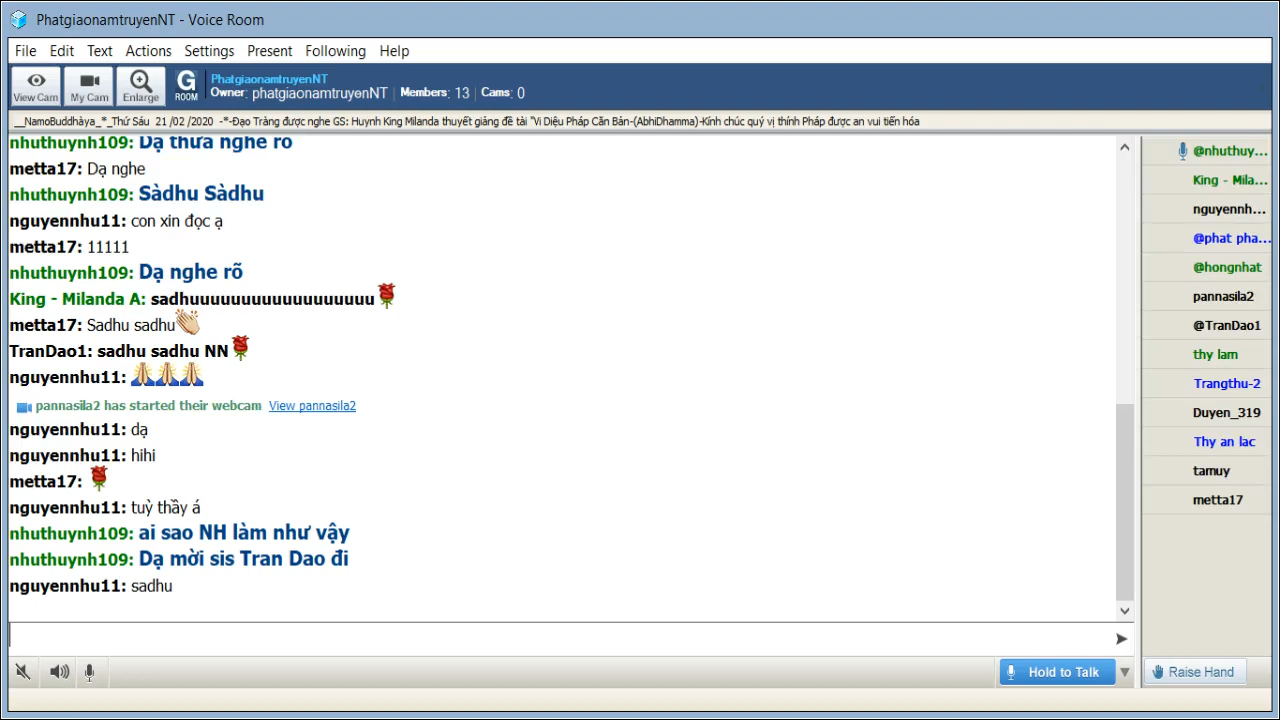 PhatgiaonamtruyenNT - Voice Room
File Edit Text Actions Settings Present Following Help
View Cam My Cam Enlarge G ROOM
PhatgiaonamtruyenNT
Owner: phatgiaonamtruyenNT Members: 13 Cams: 0
__NamoBuddhàya_*_Thứ Sáu 21 /02 /2020 -*-Đạo Tràng được nghe GS: Huynh King Milanda thuyết giảng đề tài "Vi Diệu Pháp Căn Bản-(AbhiDhamma)-Kính chúc quý vị thính Pháp được an vui tiến hóa
nhuthuynh109: Dạ thưa nghe rõ
metta17: Dạ nghe
nhuthuynh109: Sàdhu Sàdhu
nguyennhu11: con xin đọc ạ
metta17: 11111
nhuthuynh109: Dạ nghe rõ
King - Milanda A: sadhuuuuuuuuuuuuuuuuuu
metta17: Sadhu sadhu
TranDao1: sadhu sadhu NN
nguyennhu11:
pannasila2 has started their webcam View pannasila2
nguyennhu11: dạ
nguyennhu11: hihi
metta17:
nguyennhu11: tuỳ thầy á
nhuthuynh109: ai sao NH làm như vậy
nhuthuynh109: Dạ mời sis Tran Dao đi
nguyennhu11: sadhu
@nhuthuy...
King - Mila...
nguyennh...
@phat pha...
@hongnhat
pannasila2
@TranDao1
thy lam
Trangthu-2
Duyen_319
Thy an lac
tamuy
metta17
Hold to Talk
Raise Hand